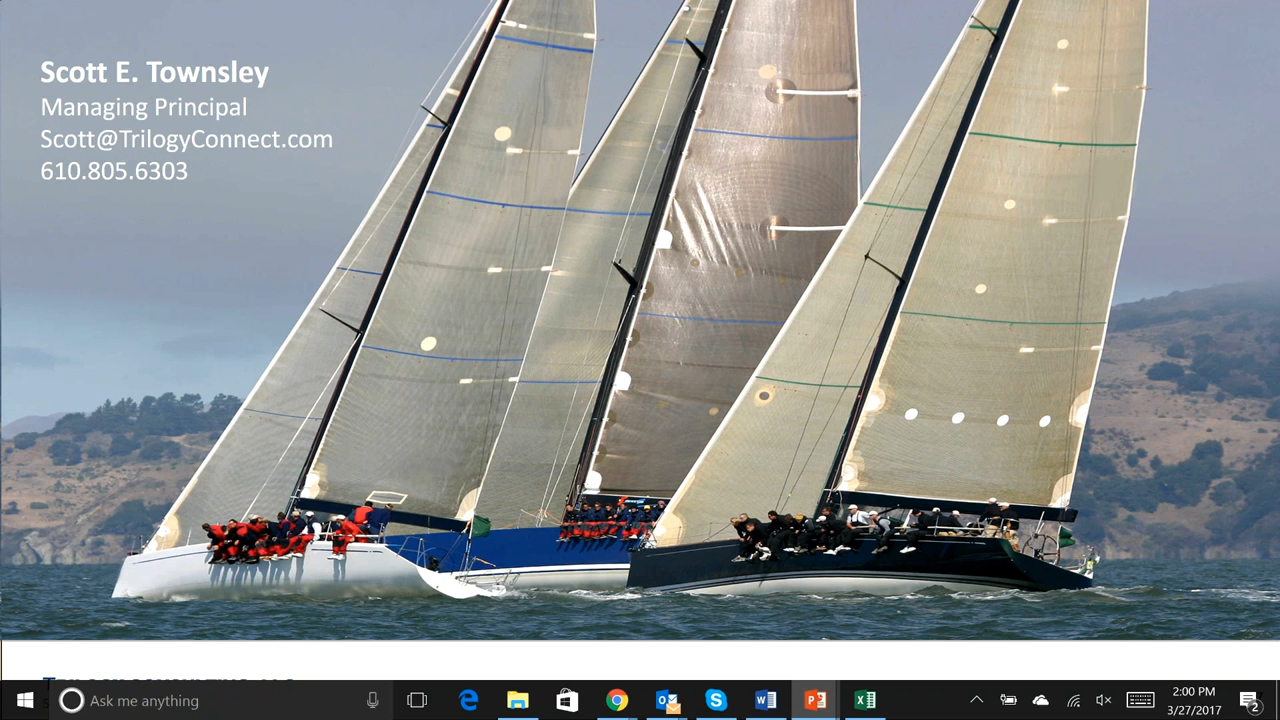 Scott E. Townsley
Managing Principal
Scott@TrilogyConnect.com
610.805.6303
Ask me anything
2:00 PM
3/27/2017
2